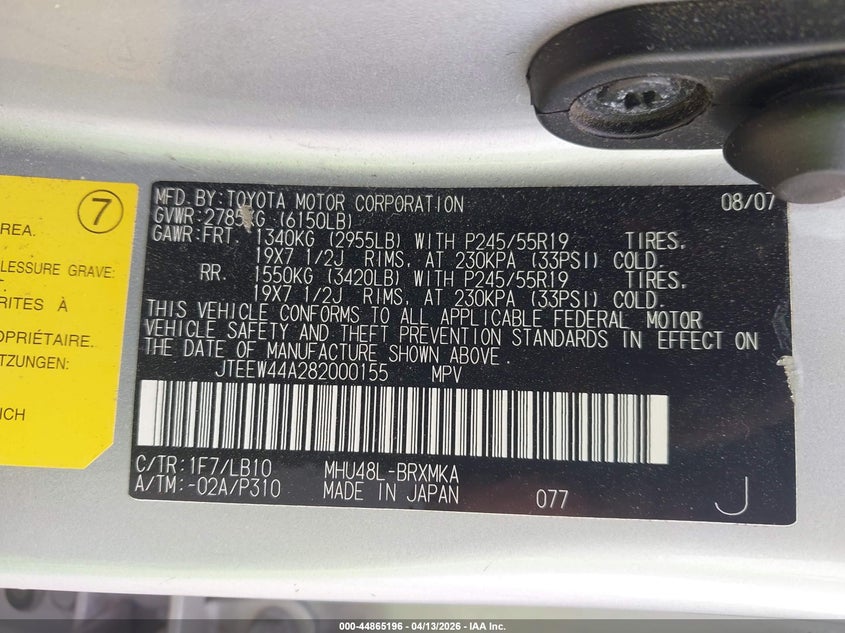 7
AREA.
PLESSURE GRAVE:
RITÉS À
OPRIÉTAIRE.
TZUNGEN:
ICH
MFD.BY:TOYOTA MOTOR CORPORATION 08/07
GVWR:2785KG (6150LB)
GAWR:FRT. 1340KG (2955LB) WITH P245/55R19 TIRES.
19X7 1/2J RIMS, AT 230KPA (33PSI) COLD.
RR. 1550KG (3420LB) WITH P245/55R19 TIRES.
19X7 1/2J RIMS, AT 230KPA (33PSI) COLD.
THIS VEHICLE CONFORMS TO ALL APPLICABLE FEDERAL MOTOR
VEHICLE SAFETY AND THEFT PREVENTION STANDARDS IN EFFECT ON
THE DATE OF MANUFACTURE SHOWN ABOVE.
JTEEW44A282000155 MPV
C/TR:1F7/LB10 MHU48L-BRXMKA
A/TM:-02A/P310 MADE IN JAPAN 077 J
000-44865196 - 04/13/2026 - IAA Inc.